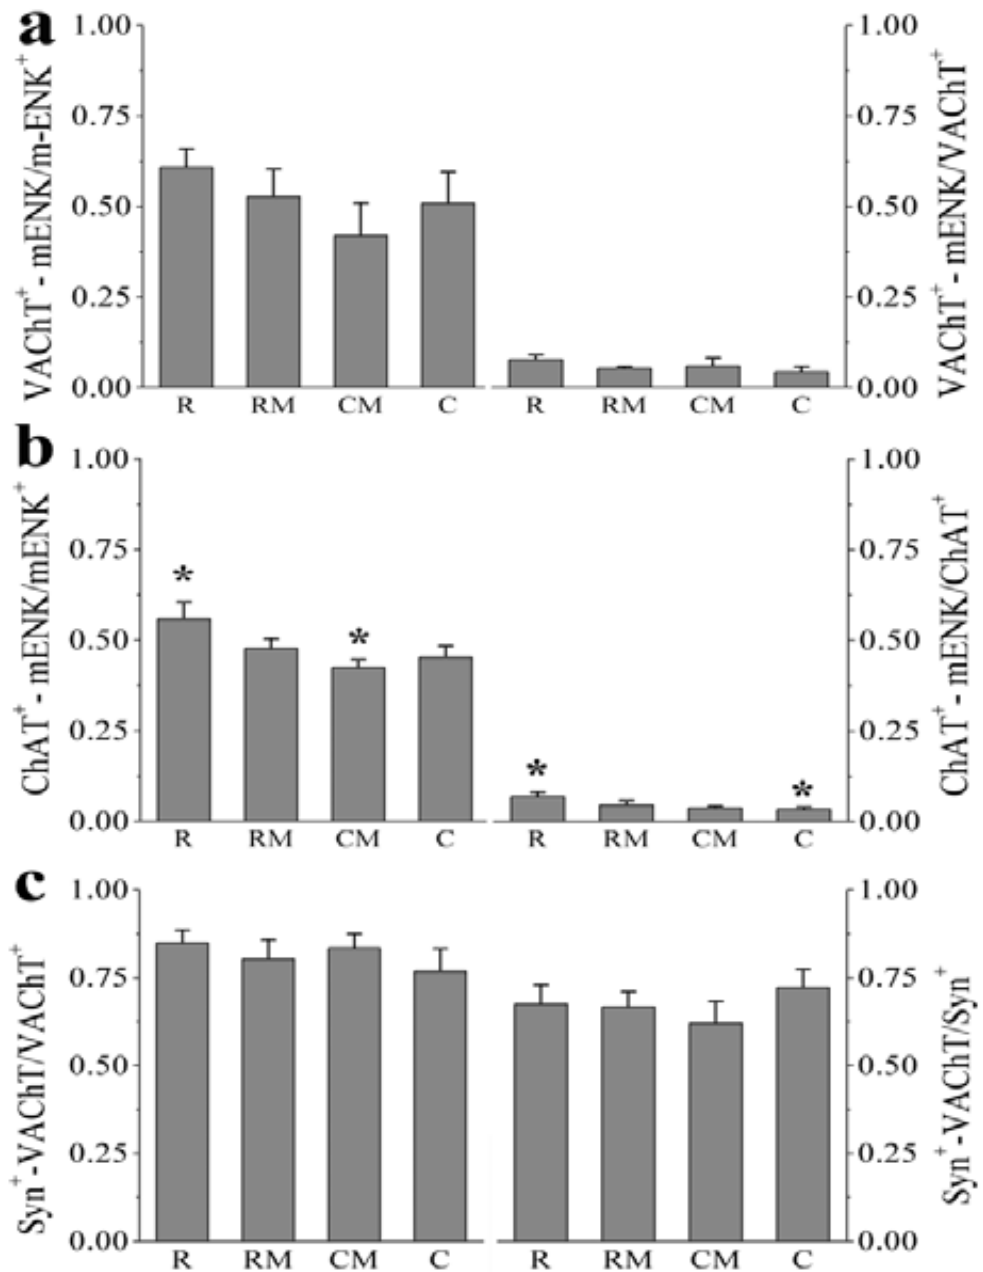 a
VAChT⁺ - mENK/m-ENK⁺
1.00
0.75
0.50
0.25
0.00
R RM CM C
R RM CM C
1.00
0.75
0.50
0.25
0.00
VAChT⁺ - mENK/VAChT⁺
b
ChAT⁺ - mENK/mENK⁺
1.00
0.75
0.50
0.25
0.00
*
*
R RM CM C
*
*
R RM CM C
1.00
0.75
0.50
0.25
0.00
ChAT⁺ - mENK/ChAT⁺
c
Syn⁺-VAChT/VAChT⁺
1.00
0.75
0.50
0.25
0.00
R RM CM C
R RM CM C
1.00
0.75
0.50
0.25
0.00
Syn⁺-VAChT/Syn⁺